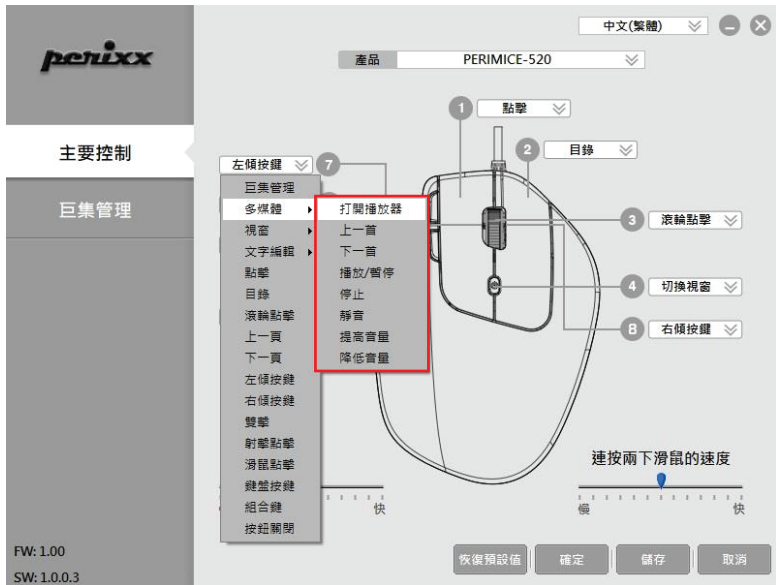 中文(繁體)
perixx
產品 PERIMICE-520
1 點擊
2 目錄
主要控制
左傾按鍵 7
巨集管理
巨集管理
多媒體
視窗
文字編輯
點擊
目錄
滾輪點擊
上一頁
下一頁
左傾按鍵
右傾按鍵
雙擊
射擊點擊
滑鼠點擊
鍵盤按鍵
組合鍵
按鈕關閉
打開播放器
上一首
下一首
播放/暫停
停止
靜音
提高音量
降低音量
3 滾輪點擊
4 切換視窗
8 右傾按鍵
連按兩下滑鼠的速度
快
慢 快
FW: 1.00
SW: 1.0.0.3
恢復預設值 確定 儲存 取消